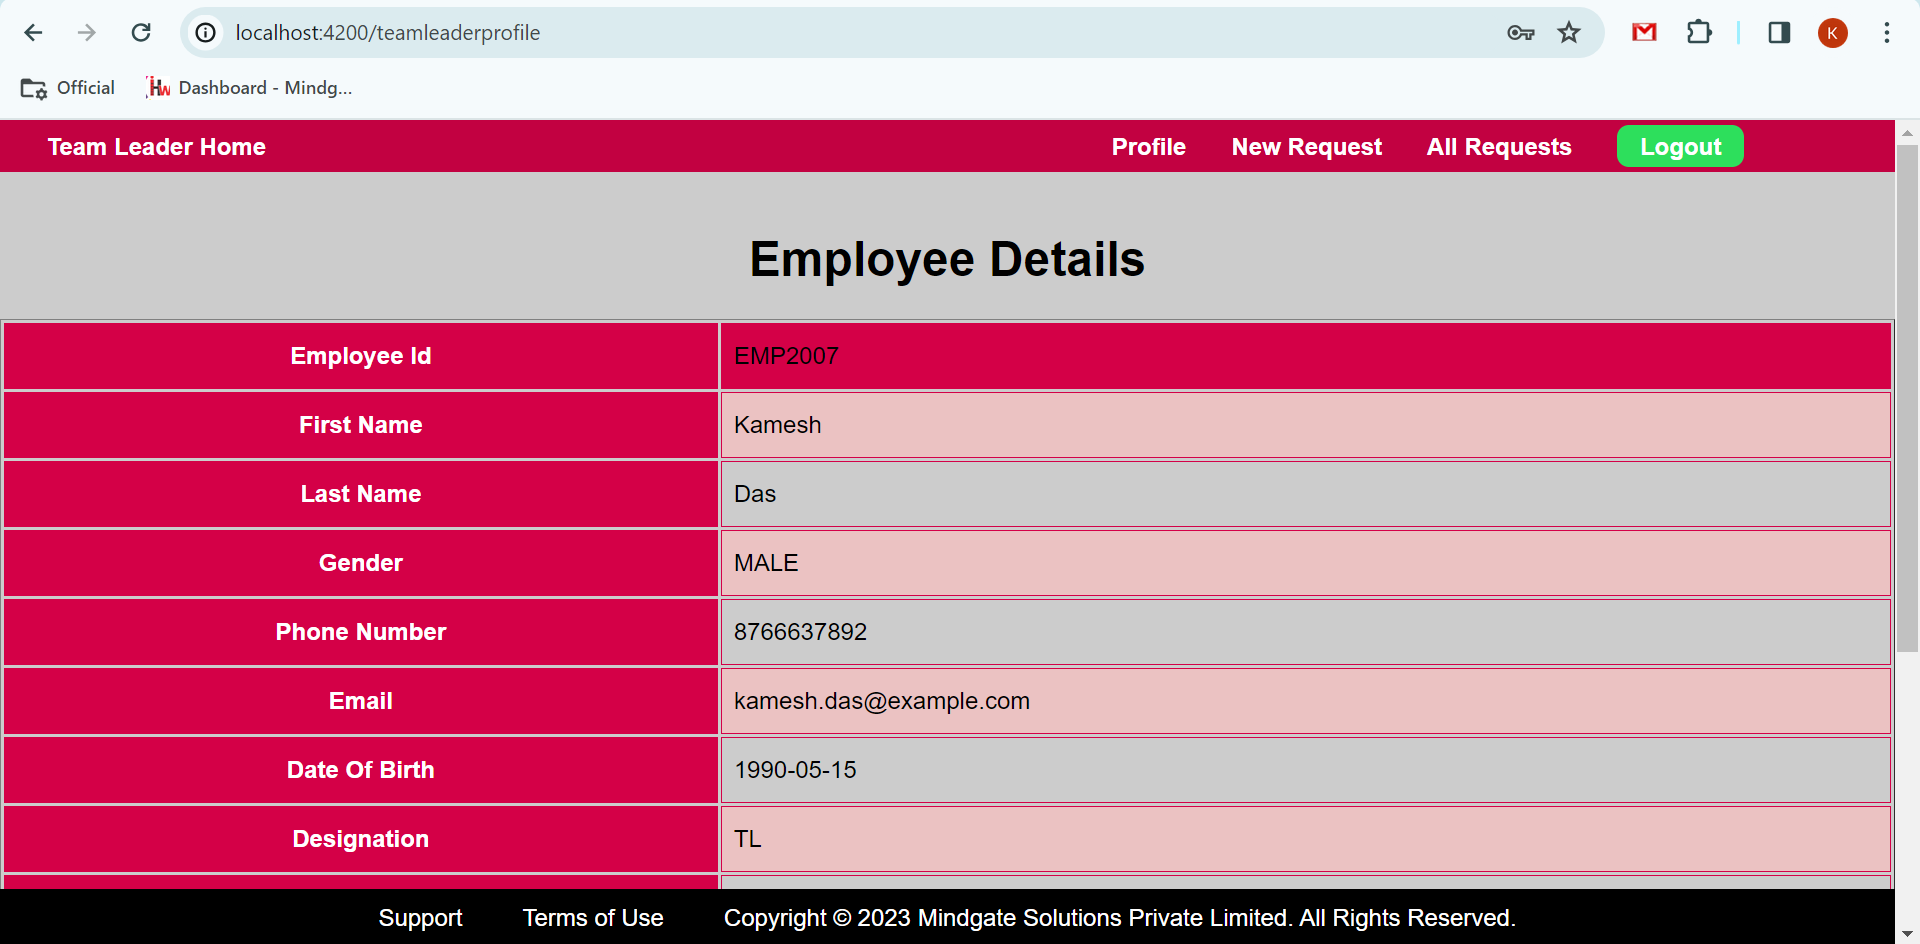 localhost:4200/teamleaderprofile
K
Official
Dashboard - Mindg...
Team Leader Home Profile New Request All Requests Logout
Employee Details
Employee Id EMP2007
First Name Kamesh
Last Name Das
Gender MALE
Phone Number 8766637892
Email kamesh.das@example.com
Date Of Birth 1990-05-15
Designation TL
Support Terms of Use Copyright © 2023 Mindgate Solutions Private Limited. All Rights Reserved.